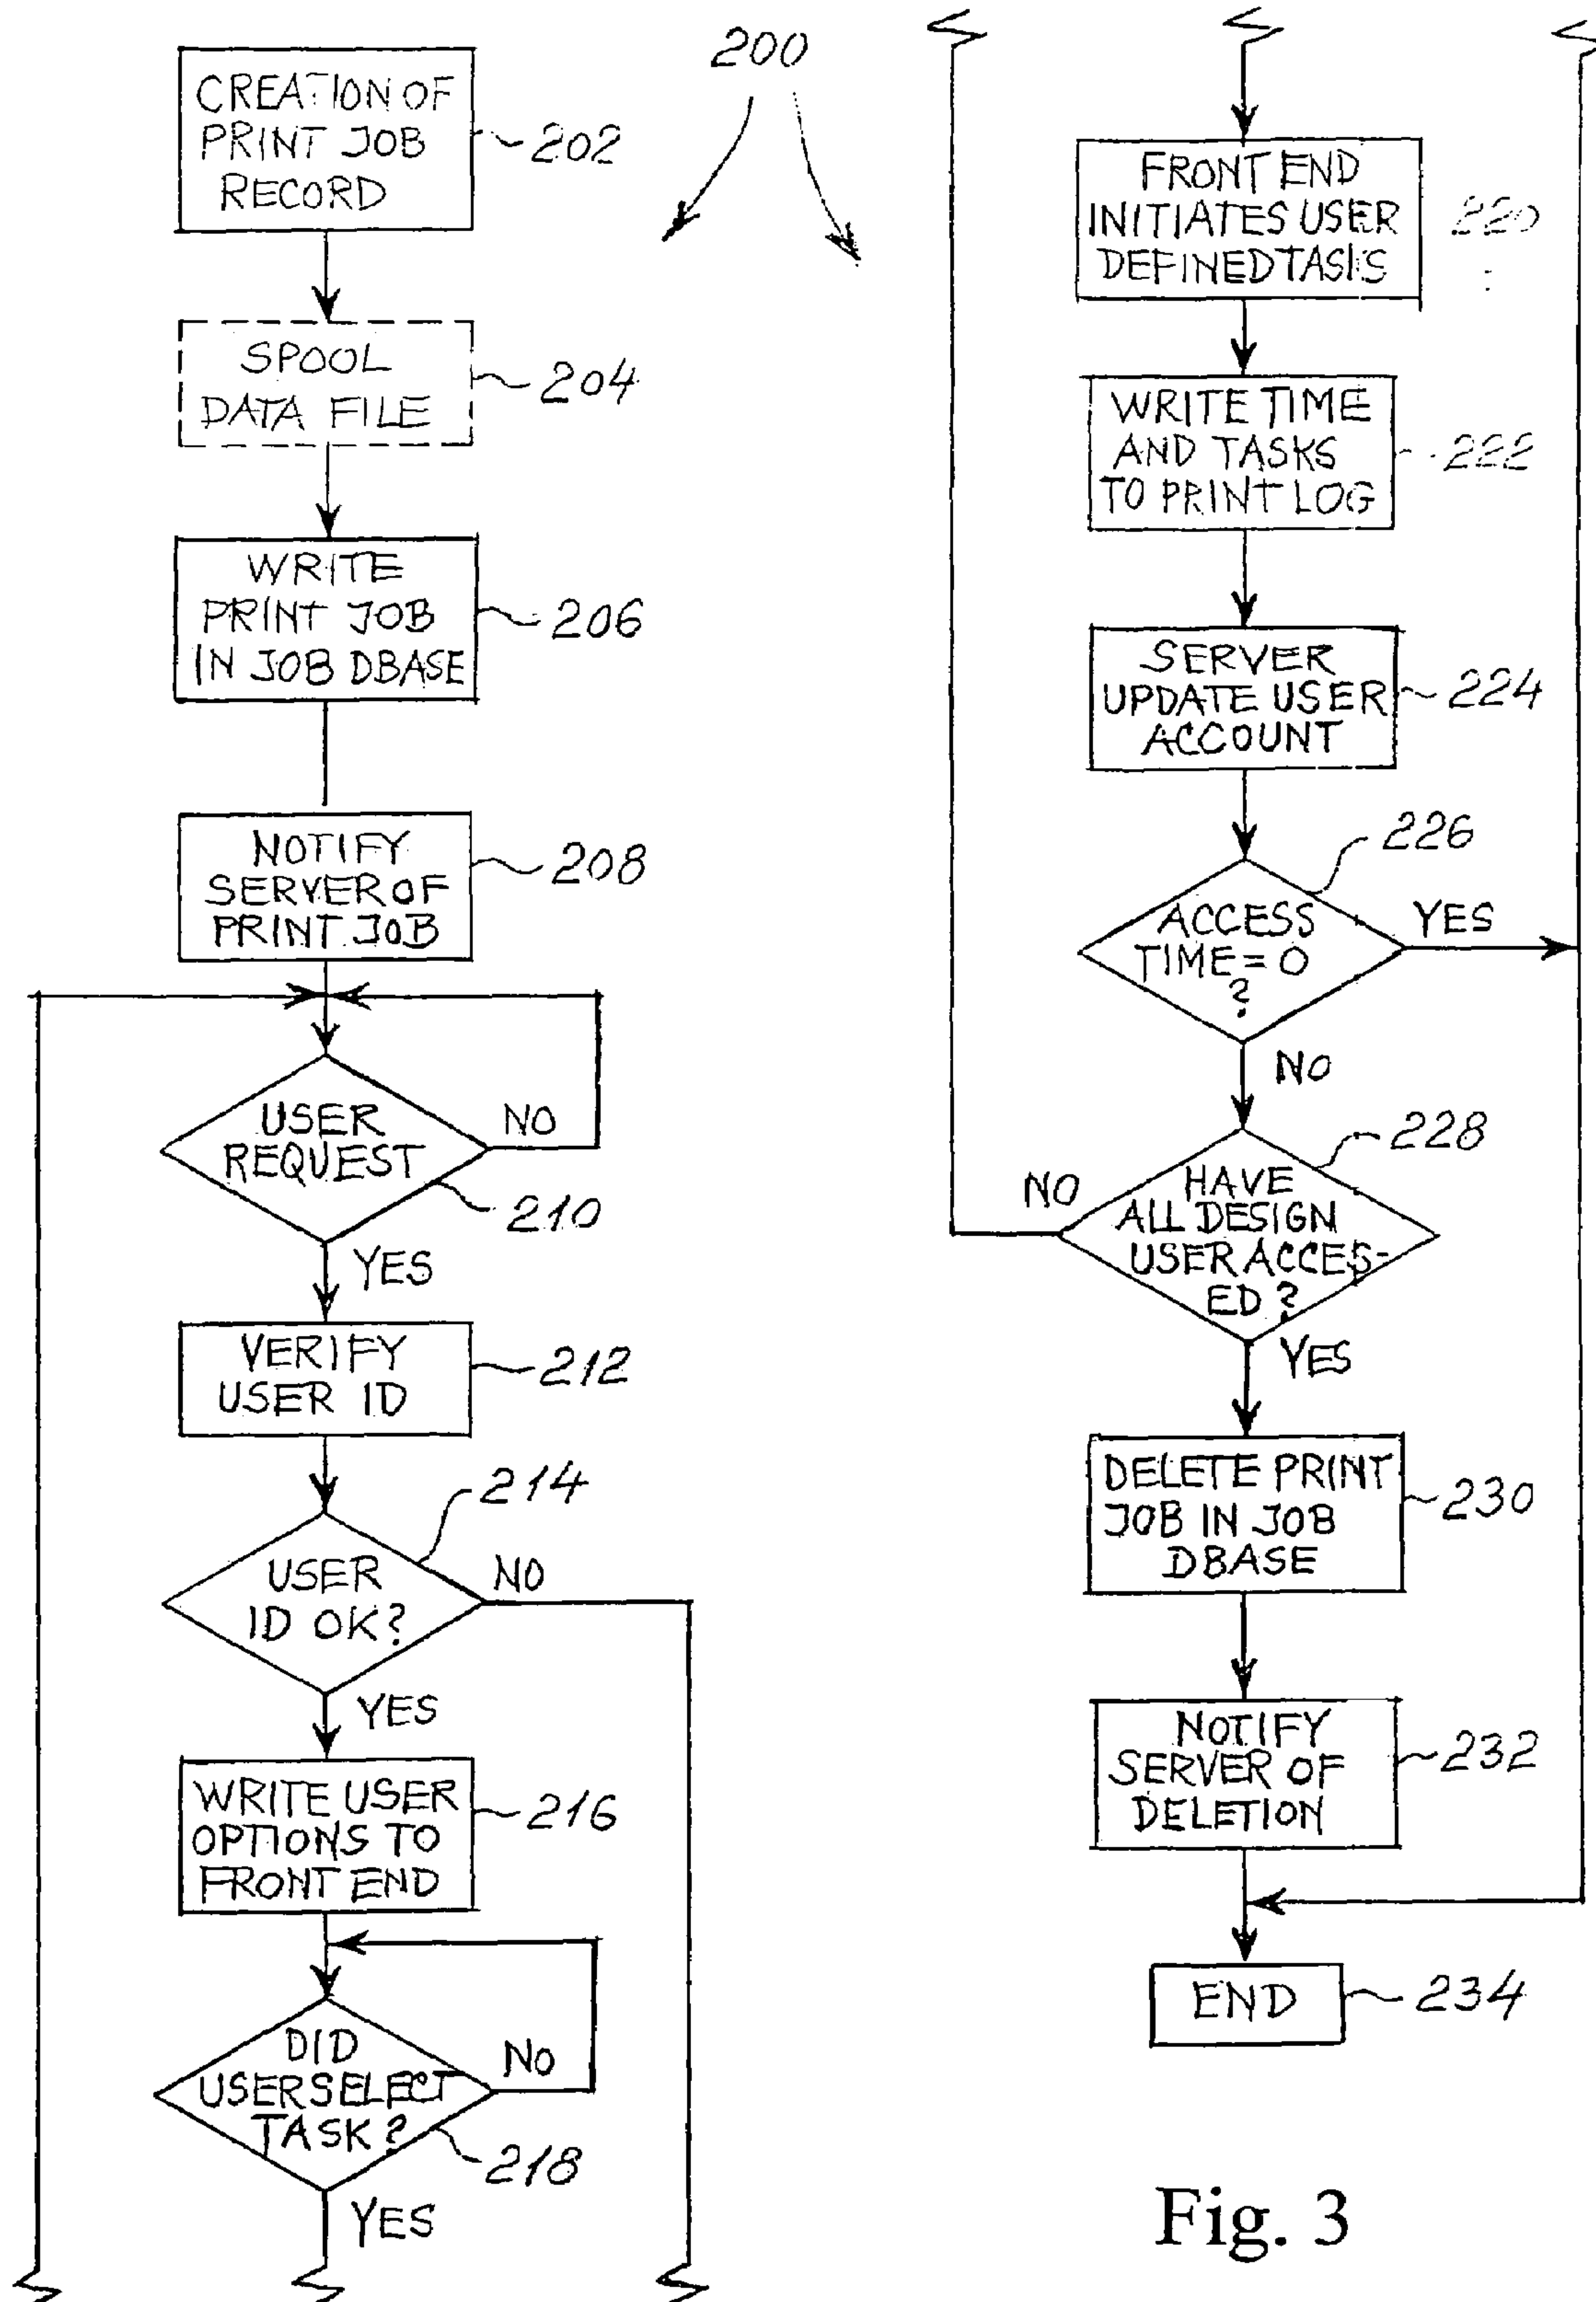 200
CREATION OF
PRINT JOB
RECORD
202
SPOOL
DATA FILE
204
WRITE
PRINT JOB
IN JOB DBASE
206
NOTIFY
SERVER OF
PRINT JOB
208
USER
REQUEST
NO
210
YES
VERIFY
USER ID
212
214
USER
ID OK?
NO
YES
WRITE USER
OPTIONS TO
FRONT END
216
DID
USER SELECT
TASK?
NO
218
YES
FRONT END
INITIATES USER
DEFINED TASKS
220
WRITE TIME
AND TASKS
TO PRINT LOG
222
SERVER
UPDATE USER
ACCOUNT
224
226
ACCESS
TIME = 0
?
YES
NO
228
HAVE
ALL DESIGN
USER ACCES-
ED?
NO
YES
DELETE PRINT
JOB IN JOB
DBASE
230
NOTIFY
SERVER OF
DELETION
232
END
234
Fig. 3